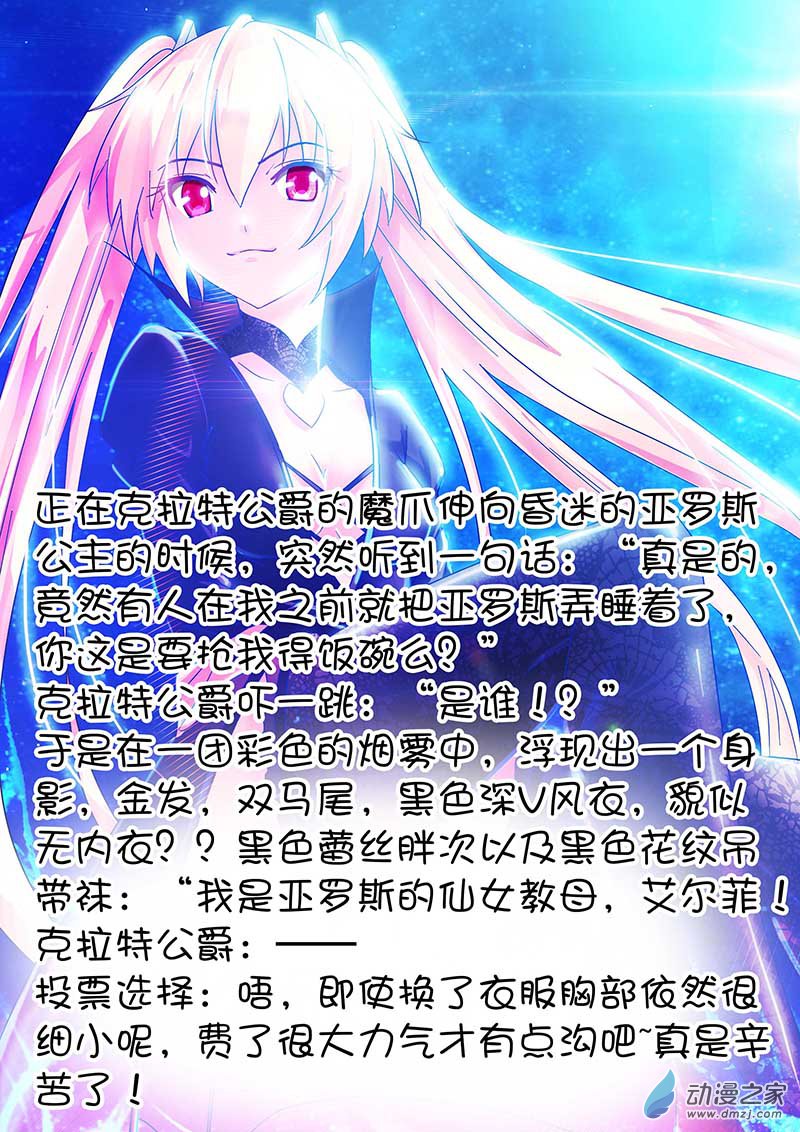 正在克拉特公爵的魔爪伸向昏迷的亚罗斯
公主的时候，突然听到一句话：“真是的，
竟然有人在我之前就把亚罗斯弄睡着了，
你这是要抢我得饭碗么？”
克拉特公爵吓一跳：“是谁！？”
于是在一团彩色的烟雾中，浮现出一个身
影，金发，双马尾，黑色深V风衣，貌似
无内衣？？黑色蕾丝胖次以及黑色花纹吊
带袜：“我是亚罗斯的仙女教母，艾尔菲！
克拉特公爵：——
投票选择：唔，即使换了衣服胸部依然很
细小呢，费了很大力气才有点沟吧~真是辛
苦了！
动漫之家
www.dmzj.com